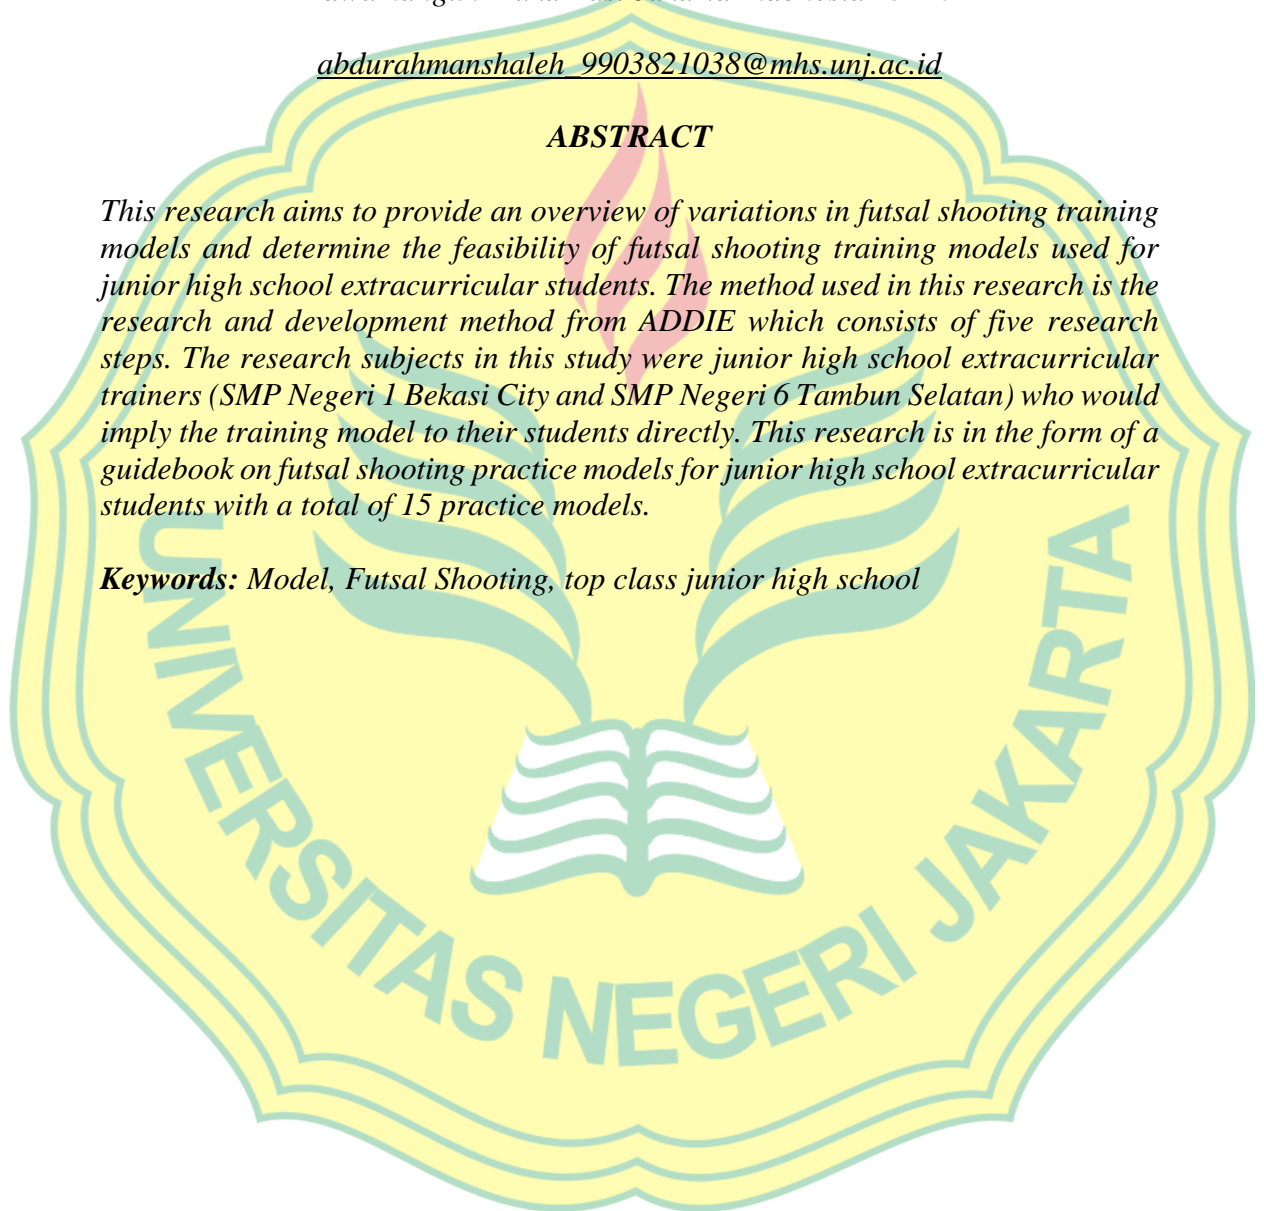 abdurahmanshaleh_9903821038@mhs.unj.ac.id
ABSTRACT
This research aims to provide an overview of variations in futsal shooting training
models and determine the feasibility of futsal shooting training models used for
junior high school extracurricular students. The method used in this research is the
research and development method from ADDIE which consists of five research
steps. The research subjects in this study were junior high school extracurricular
trainers (SMP Negeri 1 Bekasi City and SMP Negeri 6 Tambun Selatan) who would
imply the training model to their students directly. This research is in the form of a
guidebook on futsal shooting practice models for junior high school extracurricular
students with a total of 15 practice models.
Keywords: Model, Futsal Shooting, top class junior high school
UNIVERSITAS NEGERI JAKARTA